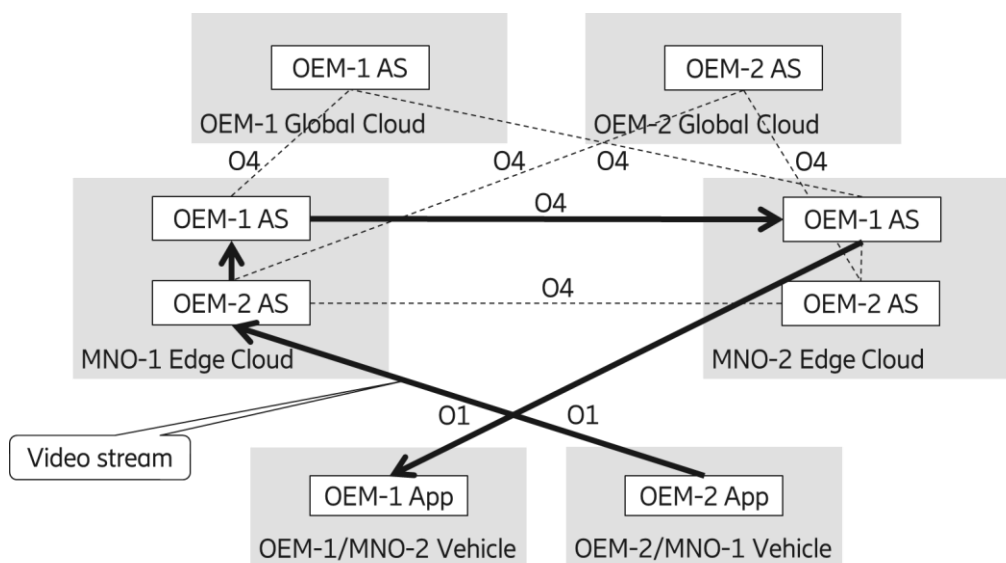 OEM-1 AS
OEM-2 AS
OEM-1 Global Cloud
OEM-2 Global Cloud
O4
O4
O4
O4
OEM-1 AS
O4
OEM-1 AS
OEM-2 AS
O4
OEM-2 AS
MNO-1 Edge Cloud
MNO-2 Edge Cloud
O1
O1
Video stream
OEM-1 App
OEM-2 App
OEM-1/MNO-2 Vehicle
OEM-2/MNO-1 Vehicle